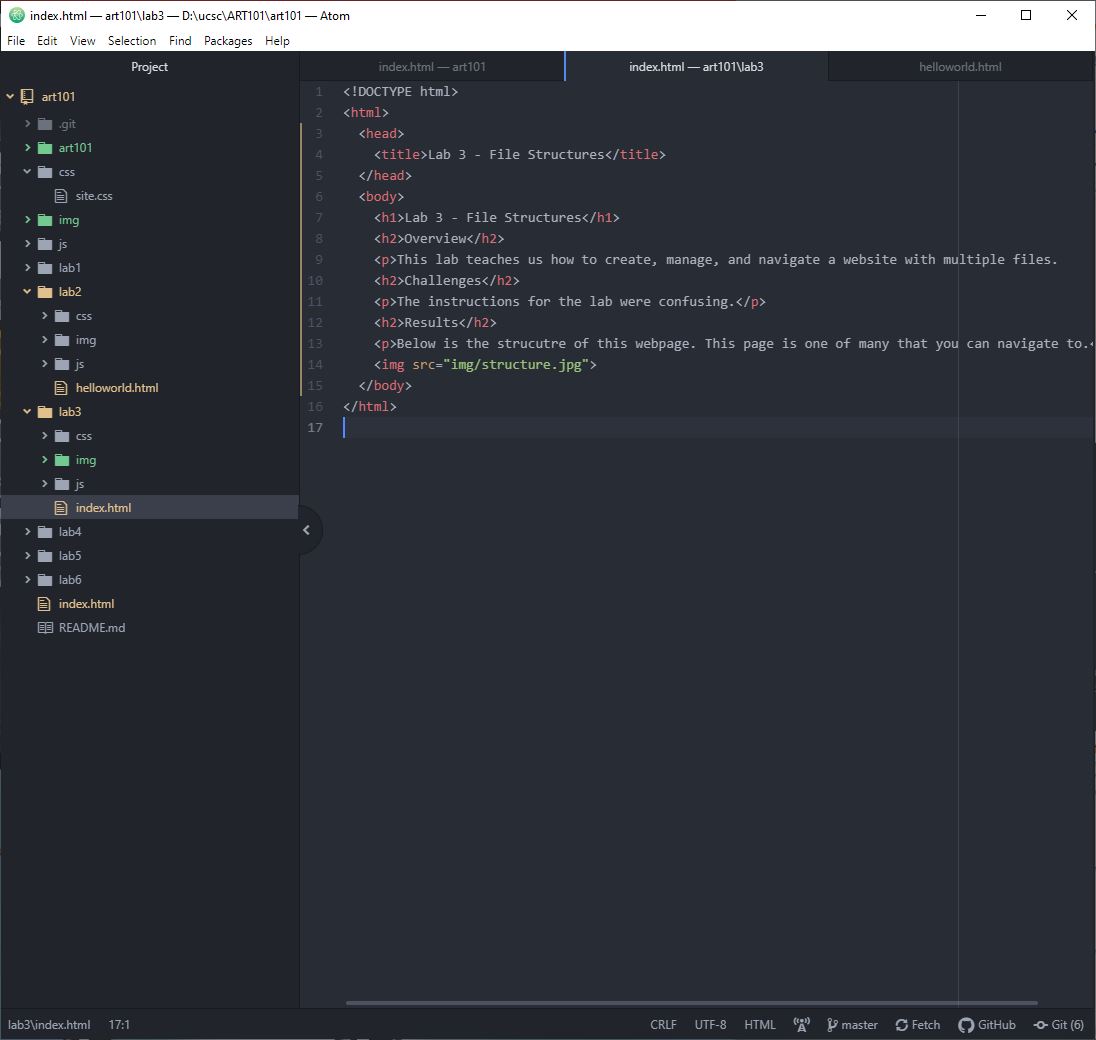 index.html — art101\lab3 — D:\ucsc\ART101\art101 — Atom
File Edit View Selection Find Packages Help
Project
art101
.git
art101
css
site.css
img
js
lab1
lab2
css
img
js
helloworld.html
lab3
css
img
js
index.html
lab4
lab5
lab6
index.html
README.md
index.html — art101 index.html — art101\lab3 helloworld.html
1 <!DOCTYPE html>
2 <html>
3 <head>
4 <title>Lab 3 - File Structures</title>
5 </head>
6 <body>
7 <h1>Lab 3 - File Structures</h1>
8 <h2>Overview</h2>
9 <p>This lab teaches us how to create, manage, and navigate a website with multiple files.
10 <h2>Challenges</h2>
11 <p>The instructions for the lab were confusing.</p>
12 <h2>Results</h2>
13 <p>Below is the strucutre of this webpage. This page is one of many that you can navigate to.<
14 <img src="img/structure.jpg">
15 </body>
16 </html>
17
lab3\index.html 17:1 CRLF UTF-8 HTML master Fetch GitHub Git (6)